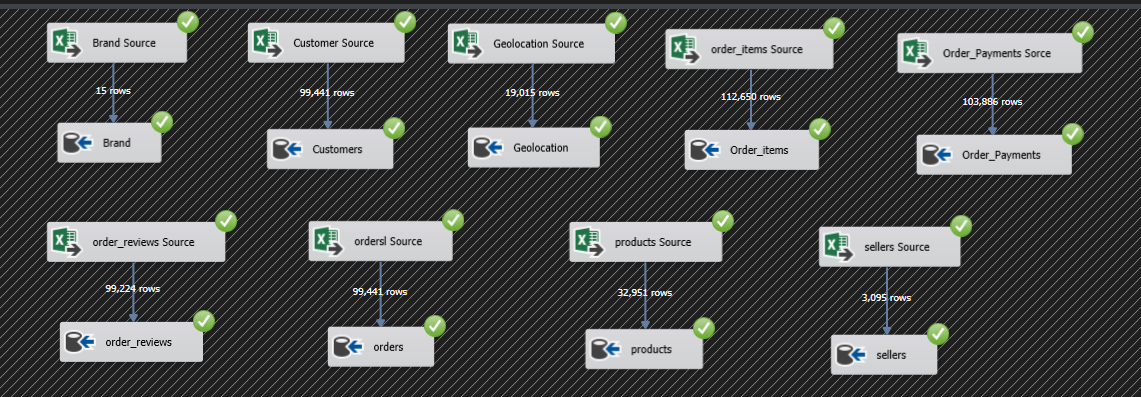 Brand Source
Customer Source
Geolocation Source
order_items Source
Order_Payments Sorce
15 rows
99,441 rows
19,015 rows
112,650 rows
103,886 rows
Brand
Customers
Geolocation
Order_items
Order_Payments
order_reviews Source
ordersl Source
products Source
sellers Source
99,224 rows
99,441 rows
32,951 rows
3,095 rows
order_reviews
orders
products
sellers